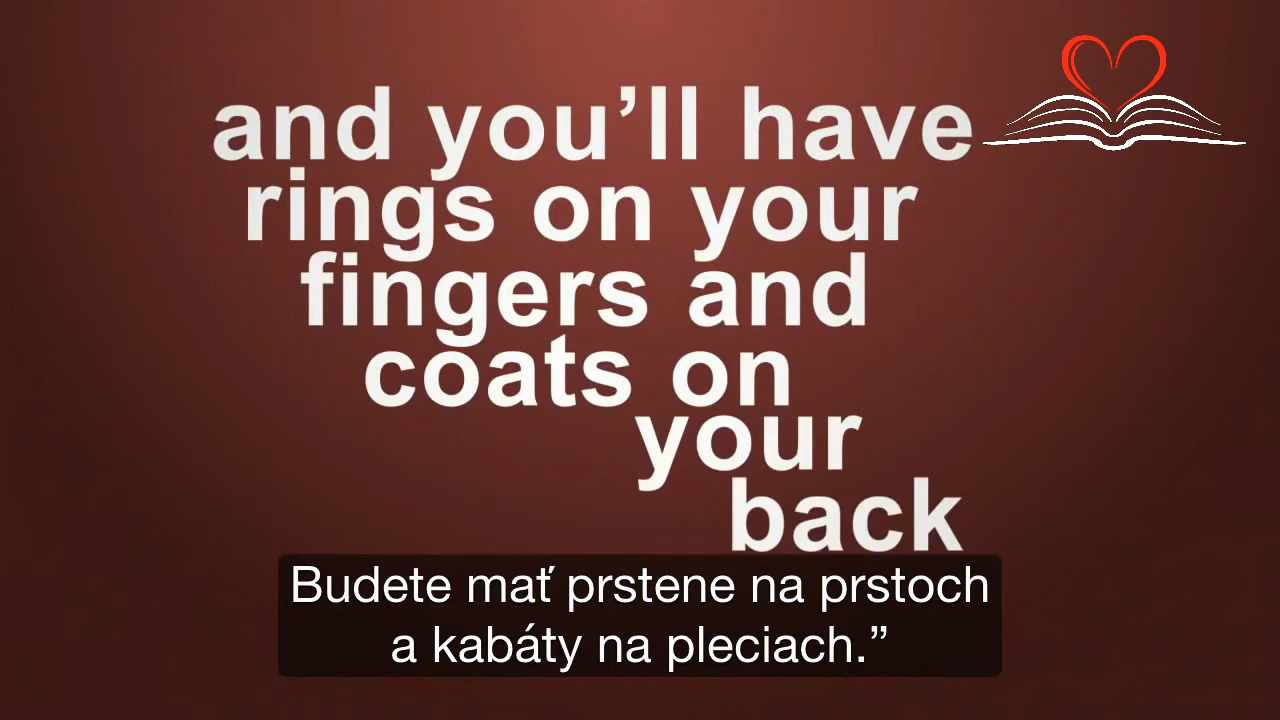 and you’ll have
rings on your
fingers and
coats on
your
back
Budete mať prstene na prstoch
a kabáty na pleciach.”